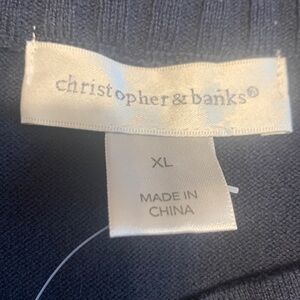 christopher & banks®
XL
MADE IN
CHINA